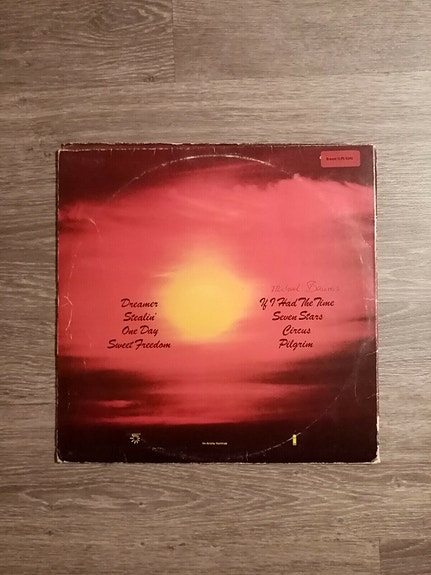 Dreamer
Stealin'
One Day
Sweet Freedom
If I Had The Time
Seven Stars
Circus
Pilgrim